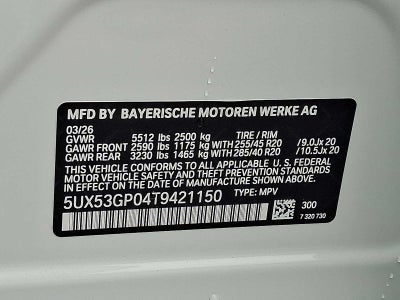 MFD BY BAYERISCHE MOTOREN WERKE AG
03/26
GVWR 5512 lbs 2500 kg TIRE / RIM
GAWR FRONT 2590 lbs 1175 kg WITH 255/45 R20 /9.0Jx 20
GAWR REAR 3230 lbs 1465 kg WITH 285/40 R20 /10.5Jx 20
THIS VEHICLE CONFORMS TO ALL APPLICABLE U.S. FEDERAL
MOTOR VEHICLE SAFETY AND THEFT PREVENTION STANDARDS
IN EFFECT ON THE DATE OF MANUFACTURE SHOWN ABOVE.
5UX53GP04T9421150 TYPE: MPV
300
7 320 730